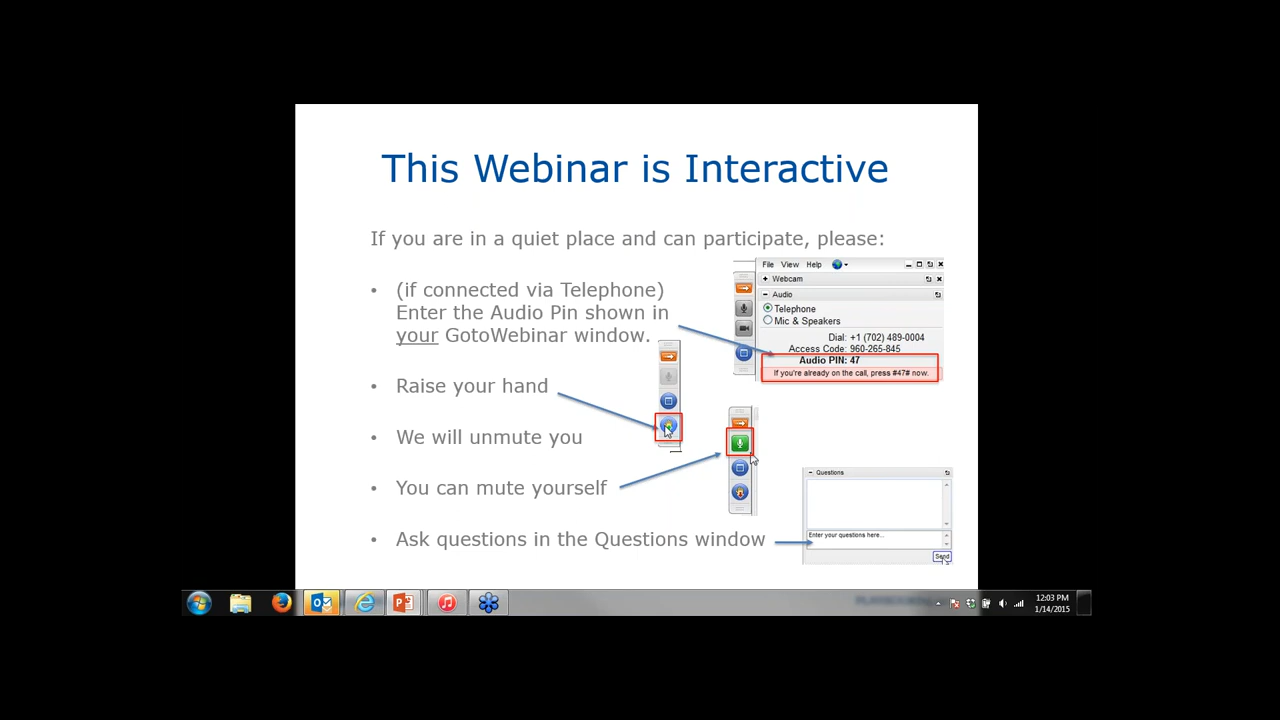 This Webinar is Interactive
If you are in a quiet place and can participate, please:
• (if connected via Telephone)
Enter the Audio Pin shown in
your GotoWebinar window.
• Raise your hand
• We will unmute you
• You can mute yourself
• Ask questions in the Questions window
File View Help
Webcam
Audio
Telephone
Mic & Speakers
Dial: +1 (702) 489-0004
Access Code: 960-265-845
Audio PIN: 47
If you're already on the call, press #47# now.
Questions
Enter your questions here...
Send
12:03 PM
1/14/2015